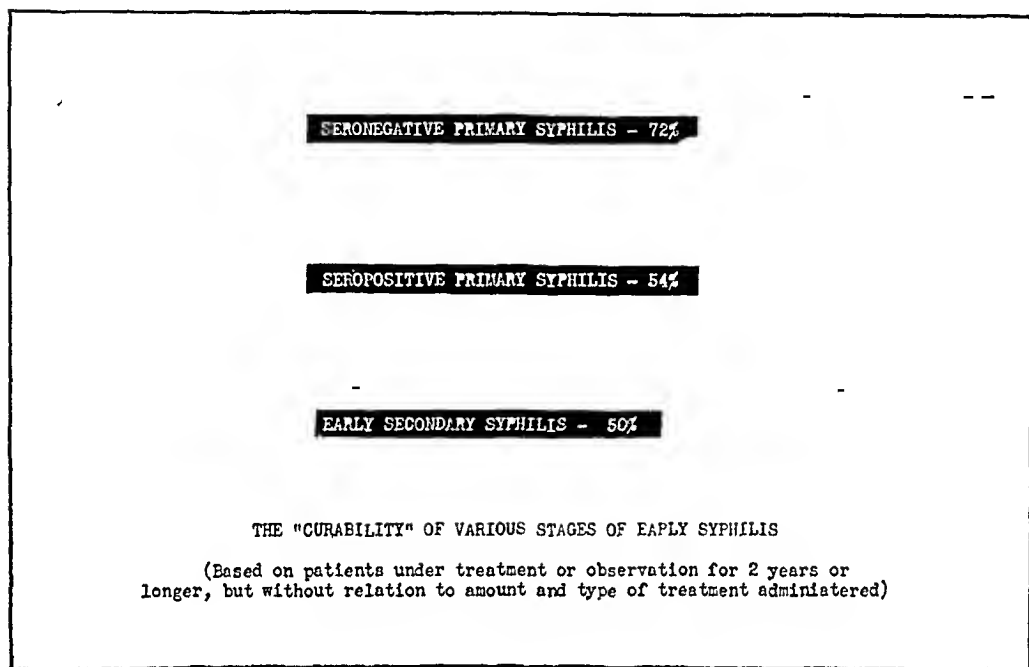 SERONEGATIVE PRIMARY SYPHILIS - 72%
SEROPOSITIVE PRIMARY SYPHILIS - 54%
EARLY SECONDARY SYPHILIS - 50%
THE "CURABILITY" OF VARIOUS STAGES OF EAPLY SYPHILIS
(Based on patients under treatment or observation for 2 years or
longer, but without relation to amount and type of treatment adminiatered)